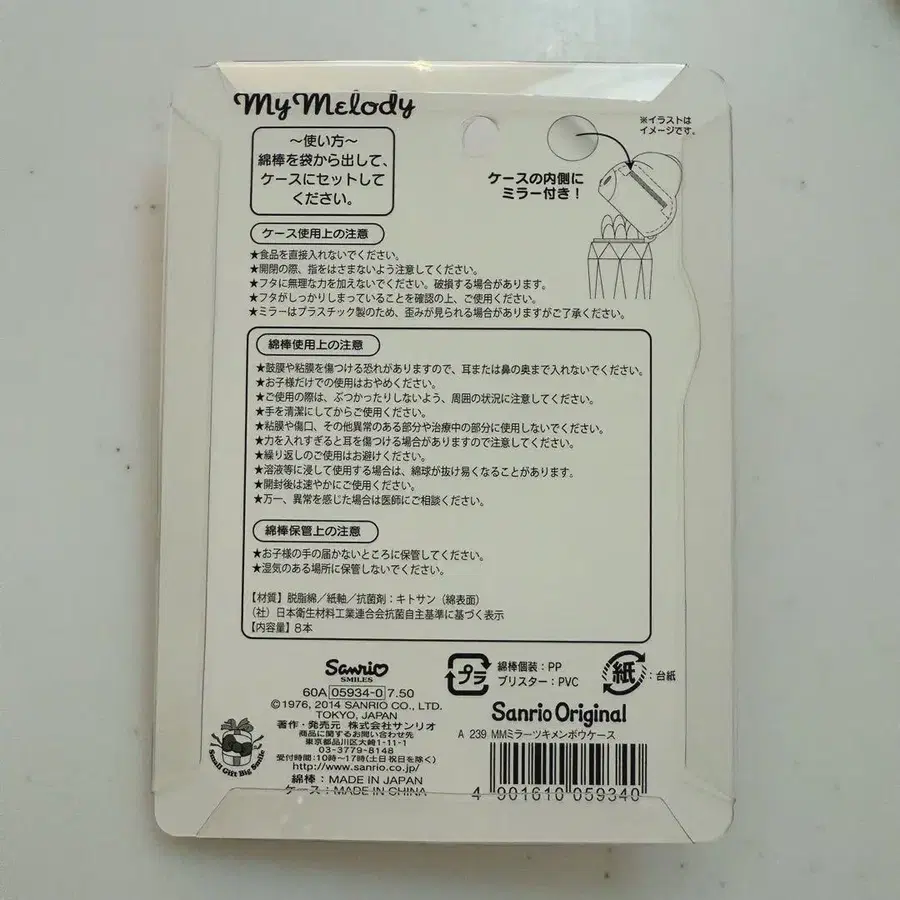 My Melody
～使い方～
綿棒を袋から出して、
ケースにセットして
ください。
※イラストは
イメージです。
ケースの内側に
ミラー付き！
ケース使用上の注意
★食品を直接入れないでください。
★開閉の際、指をはさまないよう注意してください。
★フタに無理な力を加えないでください。破損する場合があります。
★フタがしっかりしまっていることを確認の上、ご使用ください。
★ミラーはプラスチック製のため、歪みが見られる場合がありますがご了承ください。
綿棒使用上の注意
★鼓膜や粘膜を傷つける恐れがありますので、耳または鼻の奥まで入れないでください。
★お子様だけでの使用はおやめください。
★ご使用の際は、ぶつかったりしないよう、周囲の状況に注意してください。
★手を清潔にしてからご使用ください。
★粘膜や傷口、その他異常のある部分や治療中の部分に使用しないでください。
★力を入れすぎると耳を傷つける場合がありますので注意してください。
★繰り返しのご使用はお避けください。
★溶液等に浸して使用する場合は、綿球が抜け易くなることがあります。
★開封後は速やかにご使用ください。
★万一、異常を感じた場合は医師にご相談ください。
綿棒保管上の注意
★お子様の手の届かないところに保管してください。
★湿気のある場所に保管しないでください。
【材質】脱脂綿／紙軸／抗菌剤：キトサン（綿表面）
（社）日本衛生材料工業連合会抗菌自主基準に基づく表示
【内容量】8本
Sanrio
SMILES
60A 05934-0 7.50
©1976, 2014 SANRIO CO., LTD.
TOKYO, JAPAN
著作・発売元 株式会社サンリオ
商品に関するお問い合わせ先
東京都品川区大崎1-11-1
03-3779-8148
受付時間：10時～17時(土日祝日を除く)
http://www.sanrio.co.jp/
綿棒：MADE IN JAPAN
ケース：MADE IN CHINA
Small Gift Big Smile
プラ
綿棒個装：PP
ブリスター：PVC
紙
：台紙
Sanrio Original
A 239 MMミラーツキメンボウケース
4 901610 059340